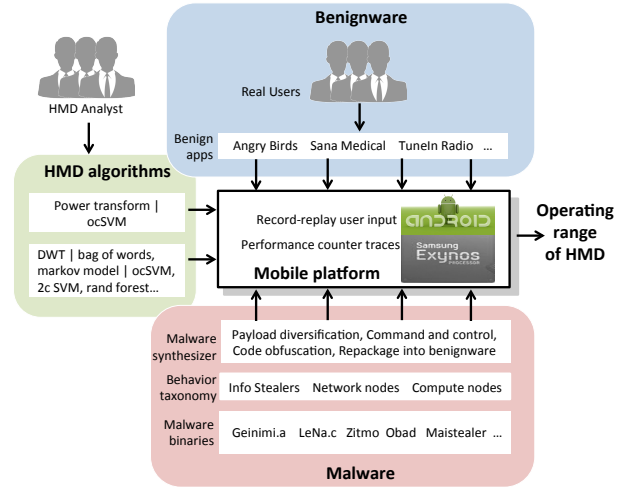 Benignware
HMD Analyst
Real Users
Benign apps
Angry Birds Sana Medical TuneIn Radio ...
HMD algorithms
Power transform |
ocSVM
DWT | bag of words,
markov model | ocSVM,
2c SVM, rand forest...
Record-replay user input
Performance counter traces
Mobile platform
ANDROID
SAMSUNG
Exynos
PROCESSOR
Operating
range
of HMD
Malware
synthesizer
Payload diversification, Command and control,
Code obfuscation, Repackage into benignware
Behavior
taxonomy
Info Stealers Network nodes Compute nodes
Malware
binaries
Geinimi.a LeNa.c Zitmo Obad Maistealer ...
Malware